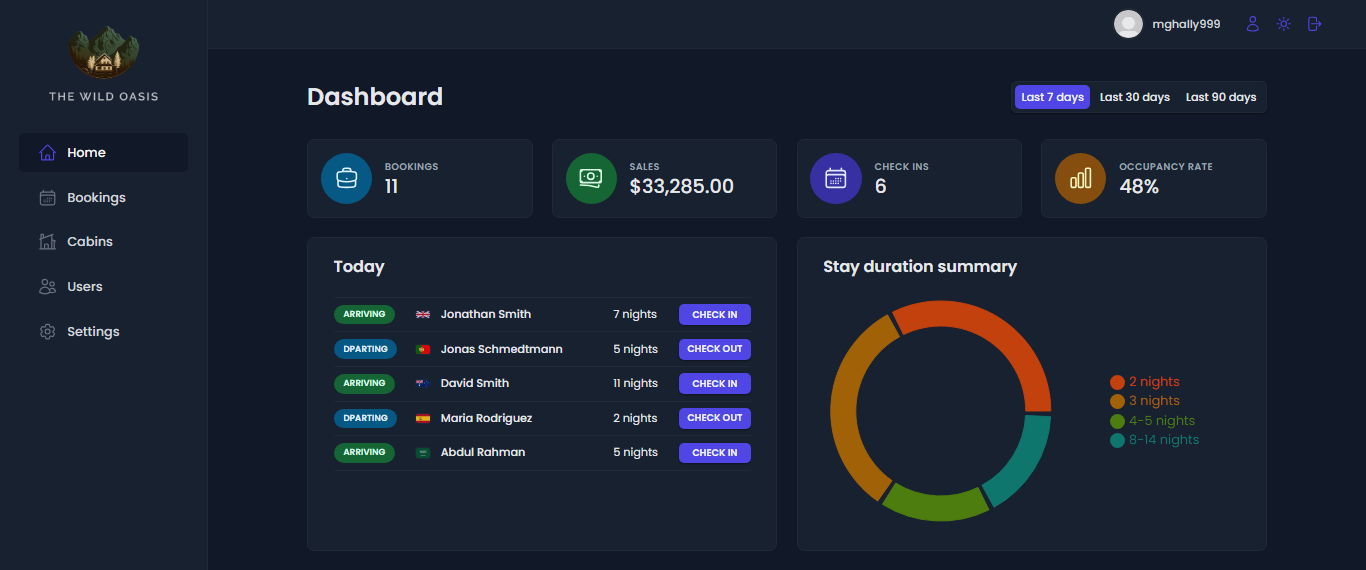 mghally999
THE WILD OASIS
Home
Bookings
Cabins
Users
Settings
Dashboard
Last 7 days Last 30 days Last 90 days
BOOKINGS
11
SALES
$33,285.00
CHECK INS
6
OCCUPANCY RATE
48%
Today
ARRIVING Jonathan Smith 7 nights CHECK IN
DPARTING Jonas Schmedtmann 5 nights CHECK OUT
ARRIVING David Smith 11 nights CHECK IN
DPARTING Maria Rodriguez 2 nights CHECK OUT
ARRIVING Abdul Rahman 5 nights CHECK IN
Stay duration summary
2 nights
3 nights
4-5 nights
8-14 nights